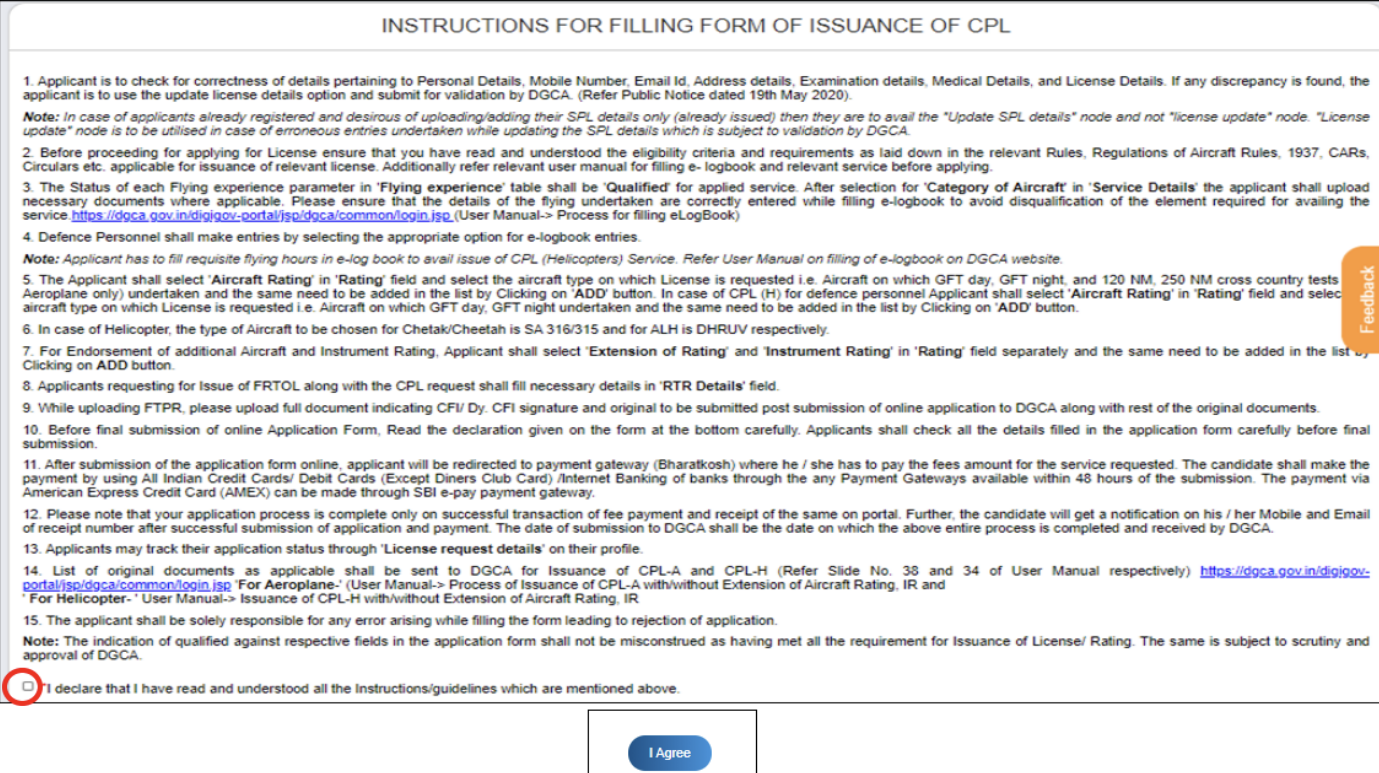 INSTRUCTIONS FOR FILLING FORM OF ISSUANCE OF CPL
1. Applicant is to check for correctness of details pertaining to Personal Details, Mobile Number, Email Id, Address details, Examination details, Medical Details, and License Details. If any discrepancy is found, the
applicant is to use the update license details option and submit for validation by DGCA. (Refer Public Notice dated 19th May 2020).
Note: In case of applicants already registered and desirous of uploading/adding their SPL details only (already issued) then they are to avail the "Update SPL details" node and not "license update" node. "License
update" node is to be utilised in case of erroneous entries undertaken while updating the SPL details which is subject to validation by DGCA.
2. Before proceeding for applying for License ensure that you have read and understood the eligibility criteria and requirements as laid down in the relevant Rules, Regulations of Aircraft Rules, 1937, CARs,
Circulars etc. applicable for issuance of relevant license. Additionally refer relevant user manual for filling e- logbook and relevant service before applying.
3. The Status of each Flying experience parameter in 'Flying experience' table shall be 'Qualified' for applied service. After selection for 'Category of Aircraft' in 'Service Details' the applicant shall upload
necessary documents where applicable. Please ensure that the details of the flying undertaken are correctly entered while filling e-logbook to avoid disqualification of the element required for availing the
service.https://dgca.gov.in/digigov-portal/jsp/dgca/common/login.jsp (User Manual-> Process for filling eLogBook)
4. Defence Personnel shall make entries by selecting the appropriate option for e-logbook entries.
Note: Applicant has to fill requisite flying hours in e-log book to avail issue of CPL (Helicopters) Service. Refer User Manual on filling of e-logbook on DGCA website.
5. The Applicant shall select 'Aircraft Rating' in 'Rating' field and select the aircraft type on which License is requested i.e. Aircraft on which GFT day, GFT night, and 120 NM, 250 NM cross country tests
Aeroplane only) undertaken and the same need to be added in the list by Clicking on 'ADD' button. In case of CPL (H) for defence personnel Applicant shall select 'Aircraft Rating' in 'Rating' field and selec
aircraft type on which License is requested i.e. Aircraft on which GFT day, GFT night undertaken and the same need to be added in the list by Clicking on 'ADD' button.
Feedback
6. In case of Helicopter, the type of Aircraft to be chosen for Chetak/Cheetah is SA 316/315 and for ALH is DHRUV respectively.
7. For Endorsement of additional Aircraft and Instrument Rating, Applicant shall select 'Extension of Rating' and 'Instrument Rating' in 'Rating' field separately and the same need to be added in the list by
Clicking on ADD button.
8. Applicants requesting for Issue of FRTOL along with the CPL request shall fill necessary details in 'RTR Details' field.
9. While uploading FTPR, please upload full document indicating CFI/ Dy. CFI signature and original to be submitted post submission of online application to DGCA along with rest of the original documents.
10. Before final submission of online Application Form, Read the declaration given on the form at the bottom carefully. Applicants shall check all the details filled in the application form carefully before final
submission.
11. After submission of the application form online, applicant will be redirected to payment gateway (Bharatkosh) where he / she has to pay the fees amount for the service requested. The candidate shall make the
payment by using All Indian Credit Cards/ Debit Cards (Except Diners Club Card) /Internet Banking of banks through the any Payment Gateways available within 48 hours of the submission. The payment via
American Express Credit Card (AMEX) can be made through SBI e-pay payment gateway.
12. Please note that your application process is complete only on successful transaction of fee payment and receipt of the same on portal. Further, the candidate will get a notification on his / her Mobile and Email
of receipt number after successful submission of application and payment. The date of submission to DGCA shall be the date on which the above entire process is completed and received by DGCA.
13. Applicants may track their application status through 'License request details' on their profile.
14. List of original documents as applicable shall be sent to DGCA for Issuance of CPL-A and CPL-H (Refer Slide No. 38 and 34 of User Manual respectively) https://dgca.gov.in/digigov-
portal/jsp/dgca/common/login.jsp 'For Aeroplane-' (User Manual-> Process of Issuance of CPL-A with/without Extension of Aircraft Rating, IR and
' For Helicopter- ' User Manual-> Issuance of CPL-H with/without Extension of Aircraft Rating, IR
15. The applicant shall be solely responsible for any error arising while filling the form leading to rejection of application.
Note: The indication of qualified against respective fields in the application form shall not be misconstrued as having met all the requirement for Issuance of License/ Rating. The same is subject to scrutiny and
approval of DGCA.
"I declare that I have read and understood all the Instructions/guidelines which are mentioned above.
I Agree